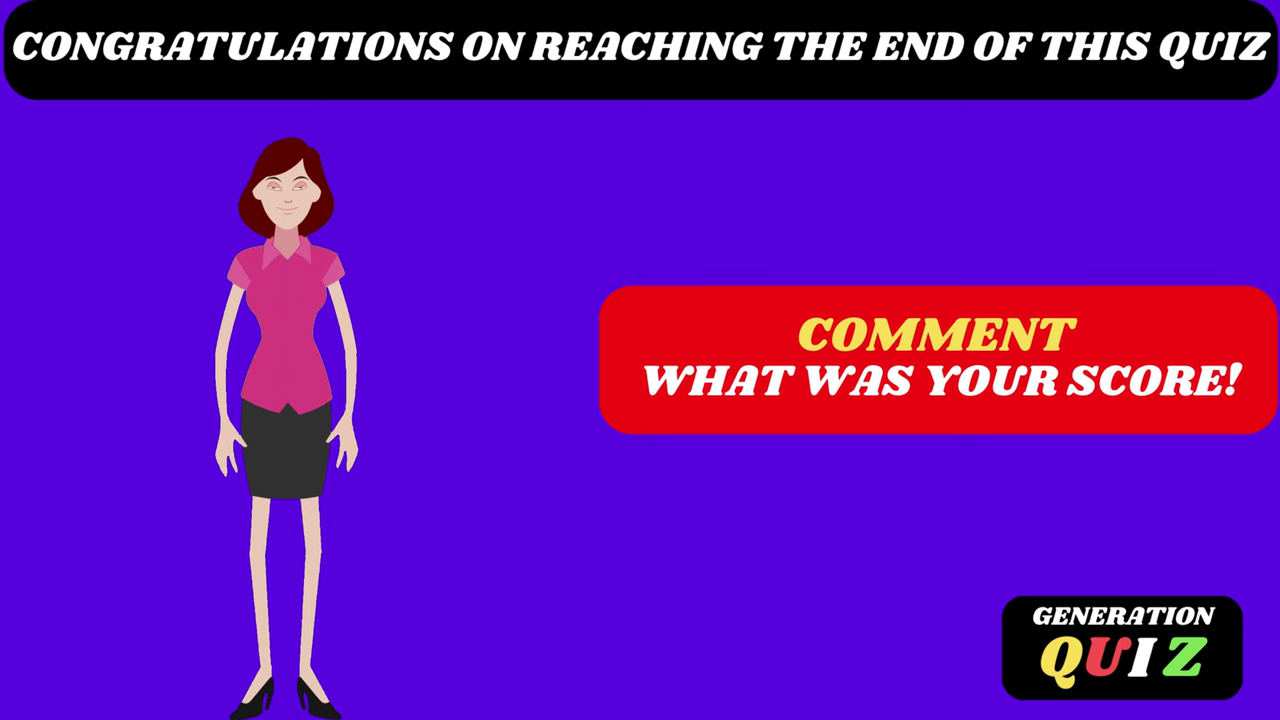 CONGRATULATIONS ON REACHING THE END OF THIS QUIZ
COMMENT
WHAT WAS YOUR SCORE!
GENERATION
QUIZ